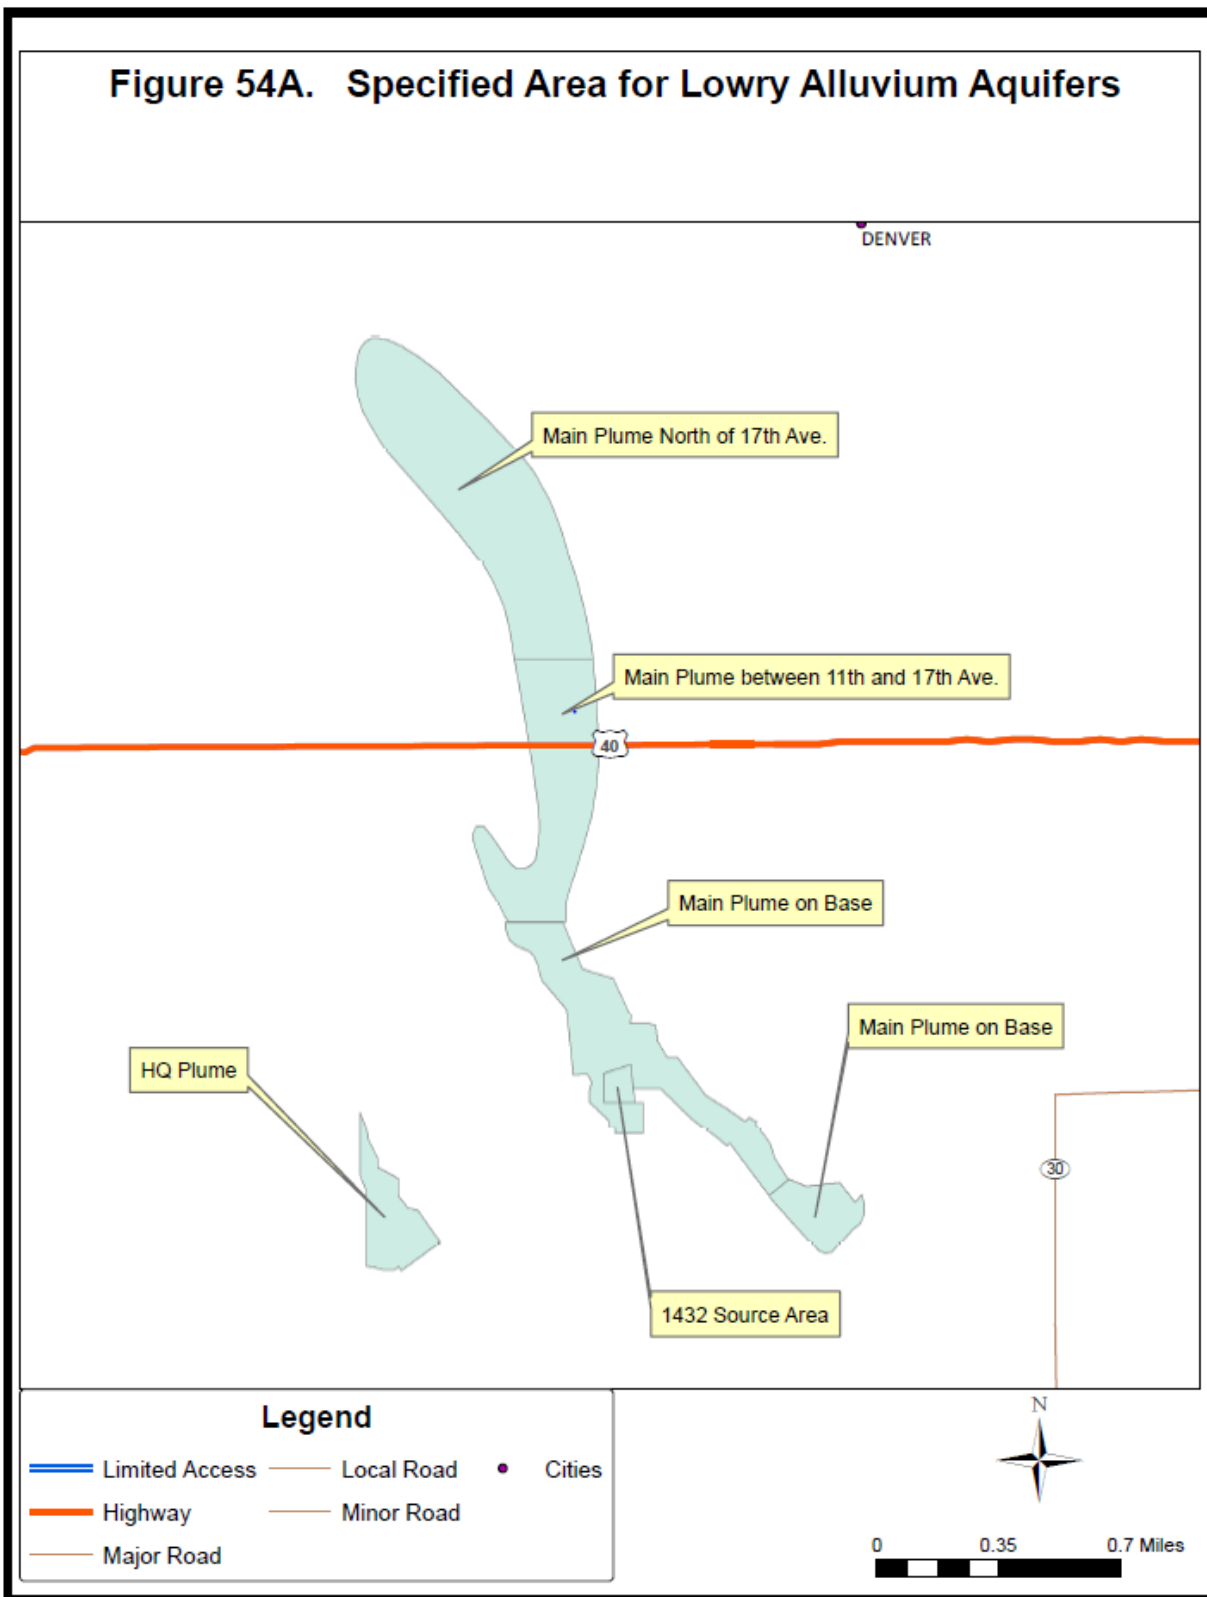 Figure 54A. Specified Area for Lowry Alluvium Aquifers
DENVER
Main Plume North of 17th Ave.
Main Plume between 11th and 17th Ave.
40
Main Plume on Base
Main Plume on Base
HQ Plume
30
1432 Source Area
Legend
Limited Access
Local Road
Cities
Highway
Minor Road
Major Road
N
0 0.35 0.7 Miles